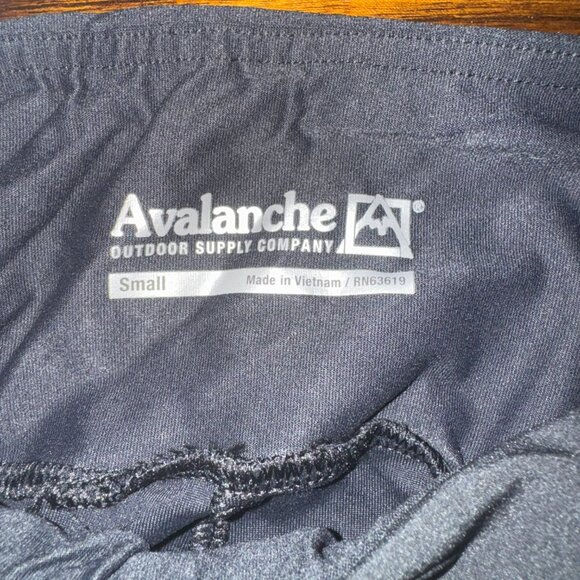 Avalanche®
OUTDOOR SUPPLY COMPANY
Small Made in Vietnam / RN63619